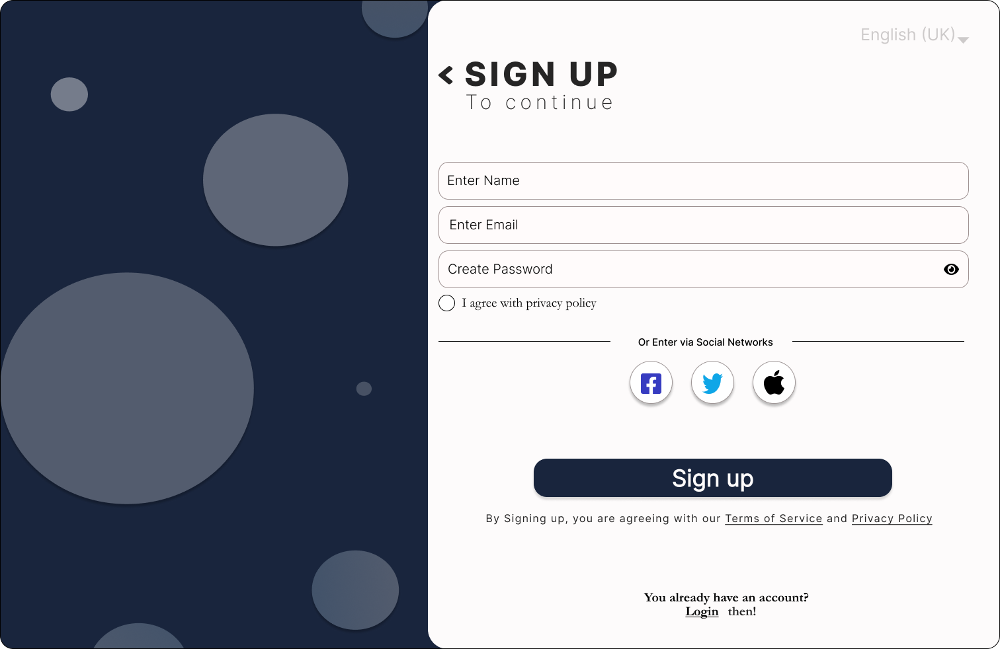 English (UK)
< SIGN UP
To continue
Enter Name
Enter Email
Create Password
I agree with privacy policy
Or Enter via Social Networks
Sign up
By Signing up, you are agreeing with our Terms of Service and Privacy Policy
You already have an account?
Login then!